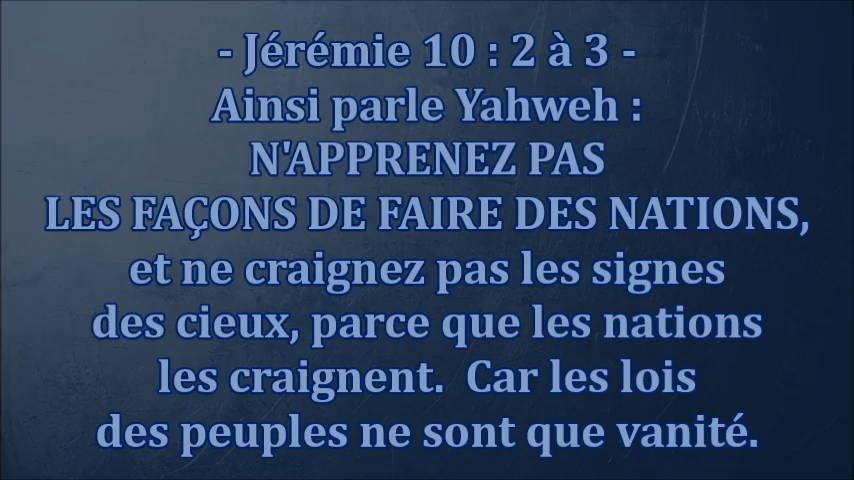 - Jérémie 10 : 2 à 3 -
Ainsi parle Yahweh :
N'APPRENEZ PAS
LES FAÇONS DE FAIRE DES NATIONS,
et ne craignez pas les signes
des cieux, parce que les nations
les craignent.  Car les lois
des peuples ne sont que vanité.